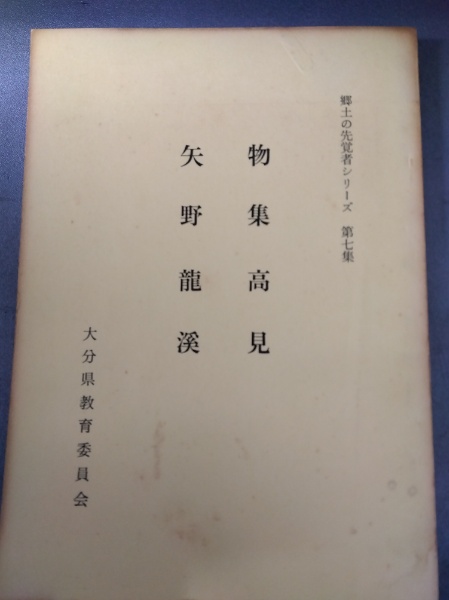 郷土の先覚者シリーズ 第七集
物集高見
矢野龍溪
大分県教育委員会